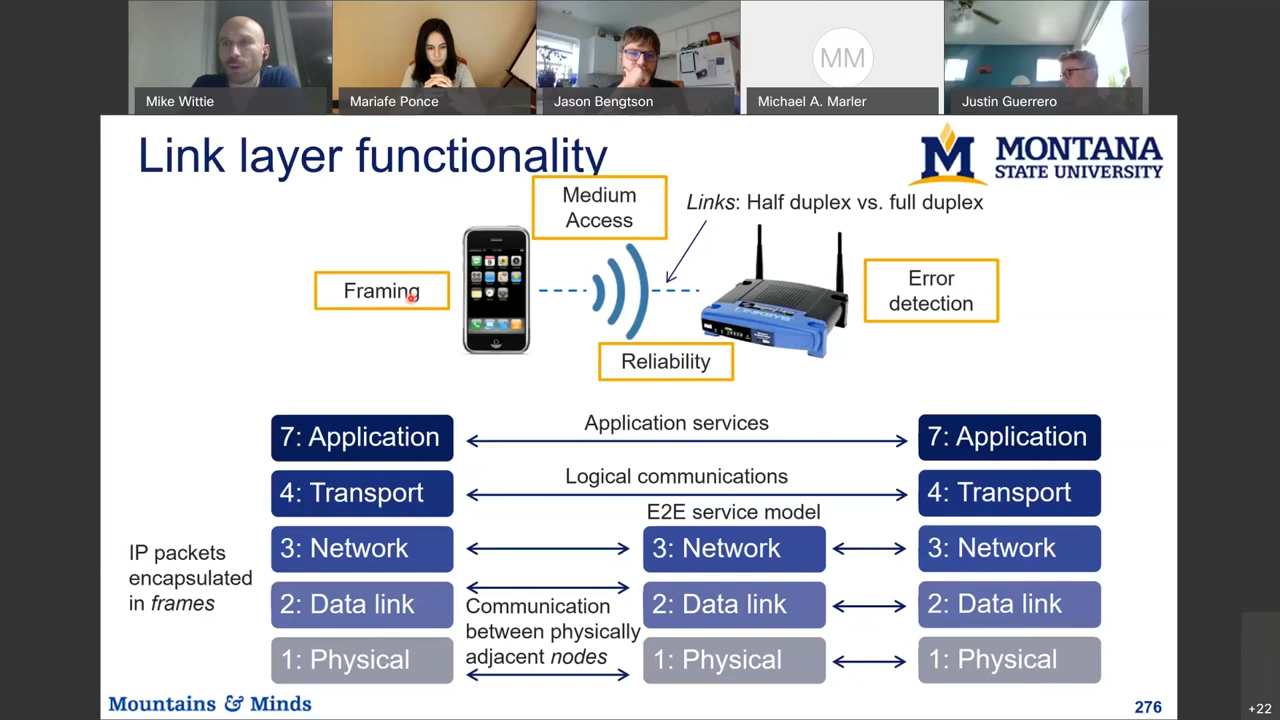 MM
Mike Wittie
Mariafe Ponce
Jason Bengtson
Michael A. Marler
Justin Guerrero
Link layer functionality
M
MONTANA
STATE UNIVERSITY
Medium
Access
Links: Half duplex vs. full duplex
Framing
Error
detection
LINKSYS
Reliability
7: Application
Application services
7: Application
4: Transport
Logical communications
4: Transport
E2E service model
3: Network
3: Network
3: Network
IP packets
encapsulated
in frames
2: Data link
Communication
between physically
adjacent nodes
2: Data link
2: Data link
1: Physical
1: Physical
1: Physical
Mountains & Minds
276
+22